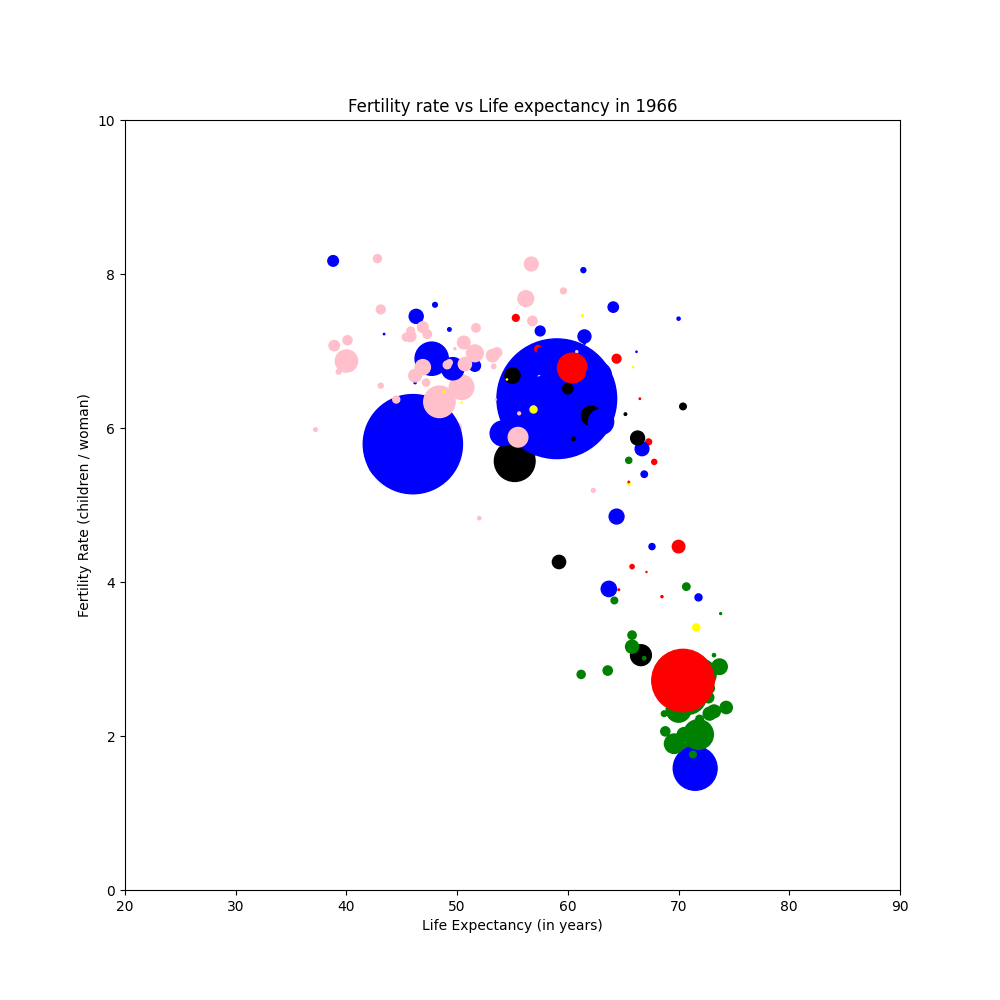 Fertility rate vs Life expectancy in 1966
10
8
6
4
2
0
Fertility Rate (children / woman)
20 30 40 50 60 70 80 90
Life Expectancy (in years)